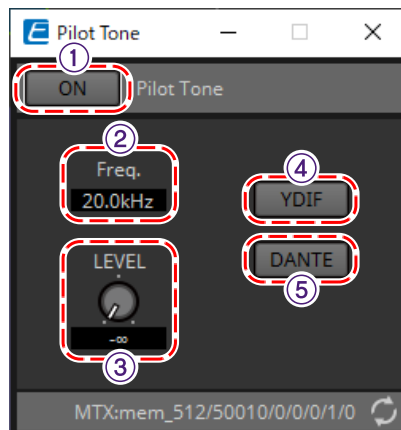 E Pilot Tone
1
ON Pilot Tone
2
Freq.
20.0kHz
4
YDIF
LEVEL
DANTE
5
-∞
3
MTX:mem_512/50010/0/0/0/1/0